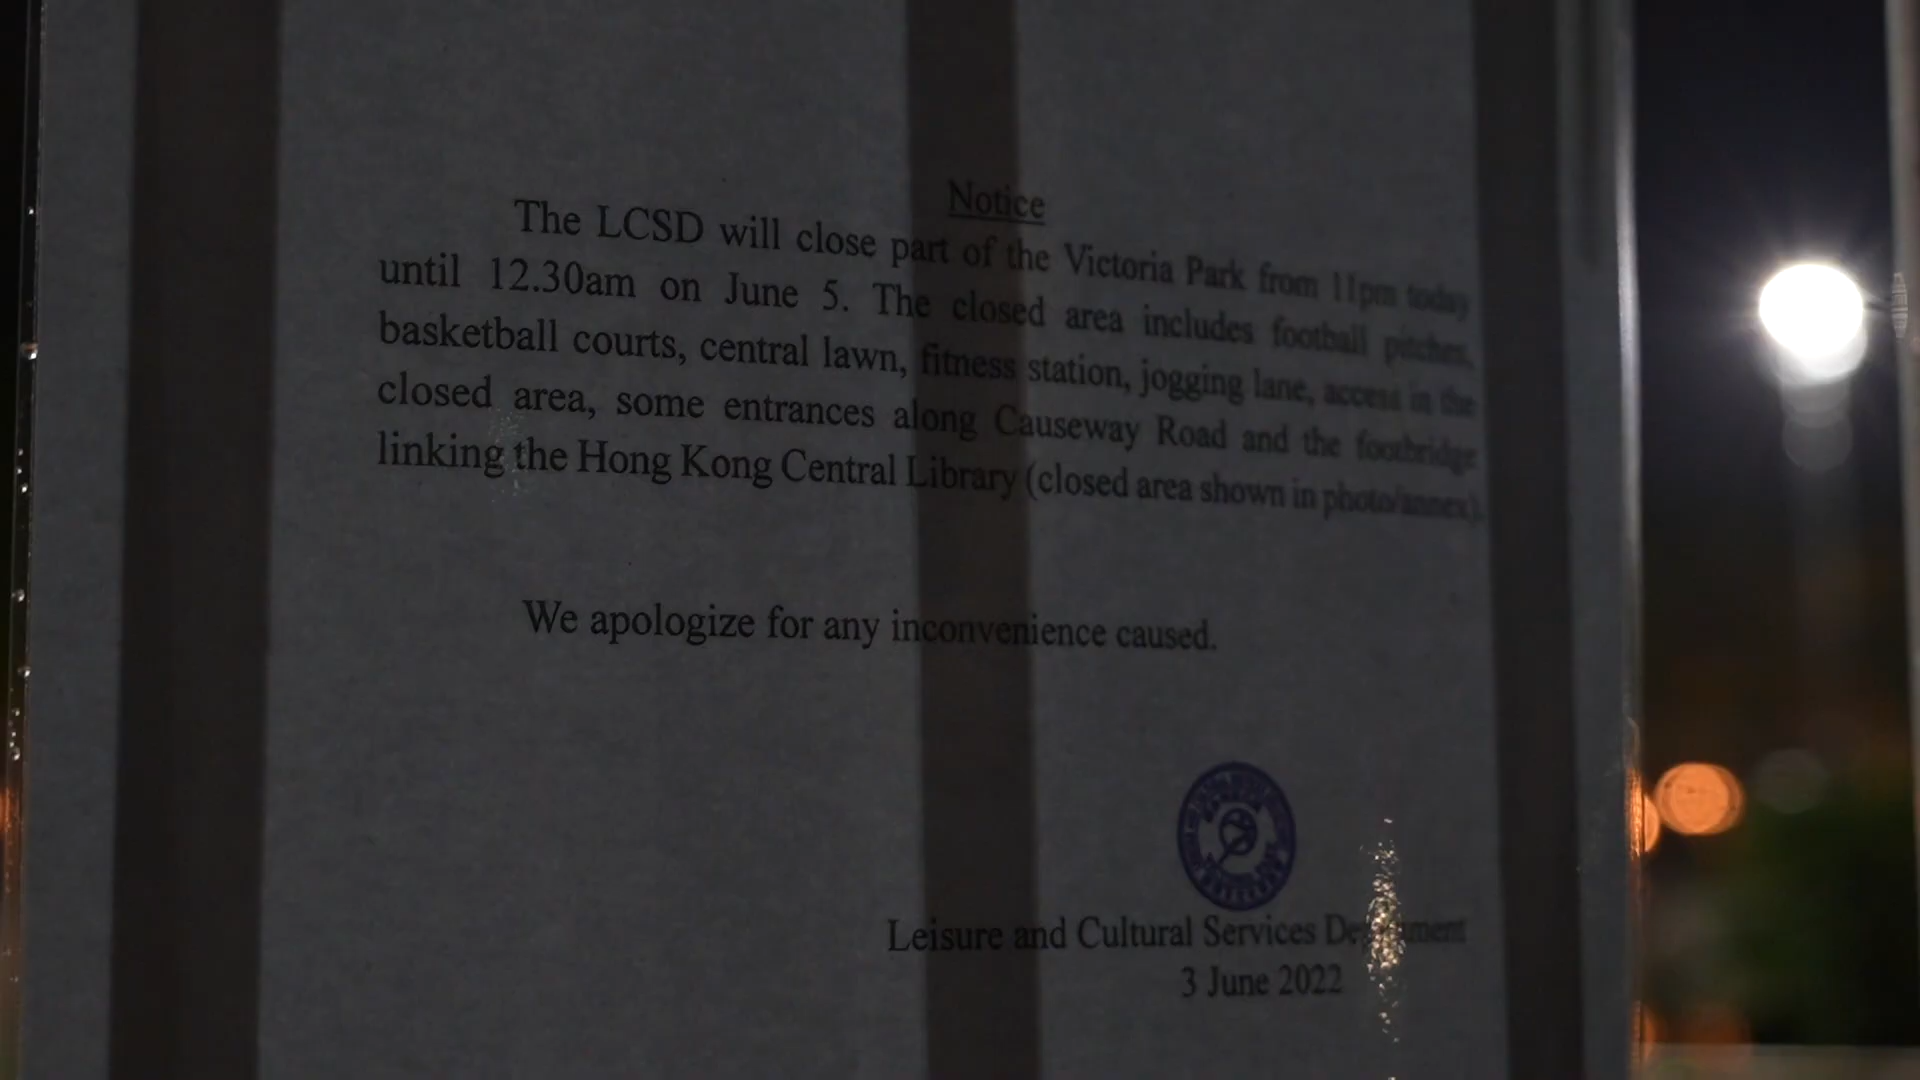 Notice
The LCSD will close part of the Victoria Park from 11pm today
until 12.30am on June 5. The closed area includes football pitches,
basketball courts, central lawn, fitness station, jogging lane, access in the
closed area, some entrances along Causeway Road and the footbridge
linking the Hong Kong Central Library (closed area shown in photo/annex).
We apologize for any inconvenience caused.
Leisure and Cultural Services Department
3 June 2022